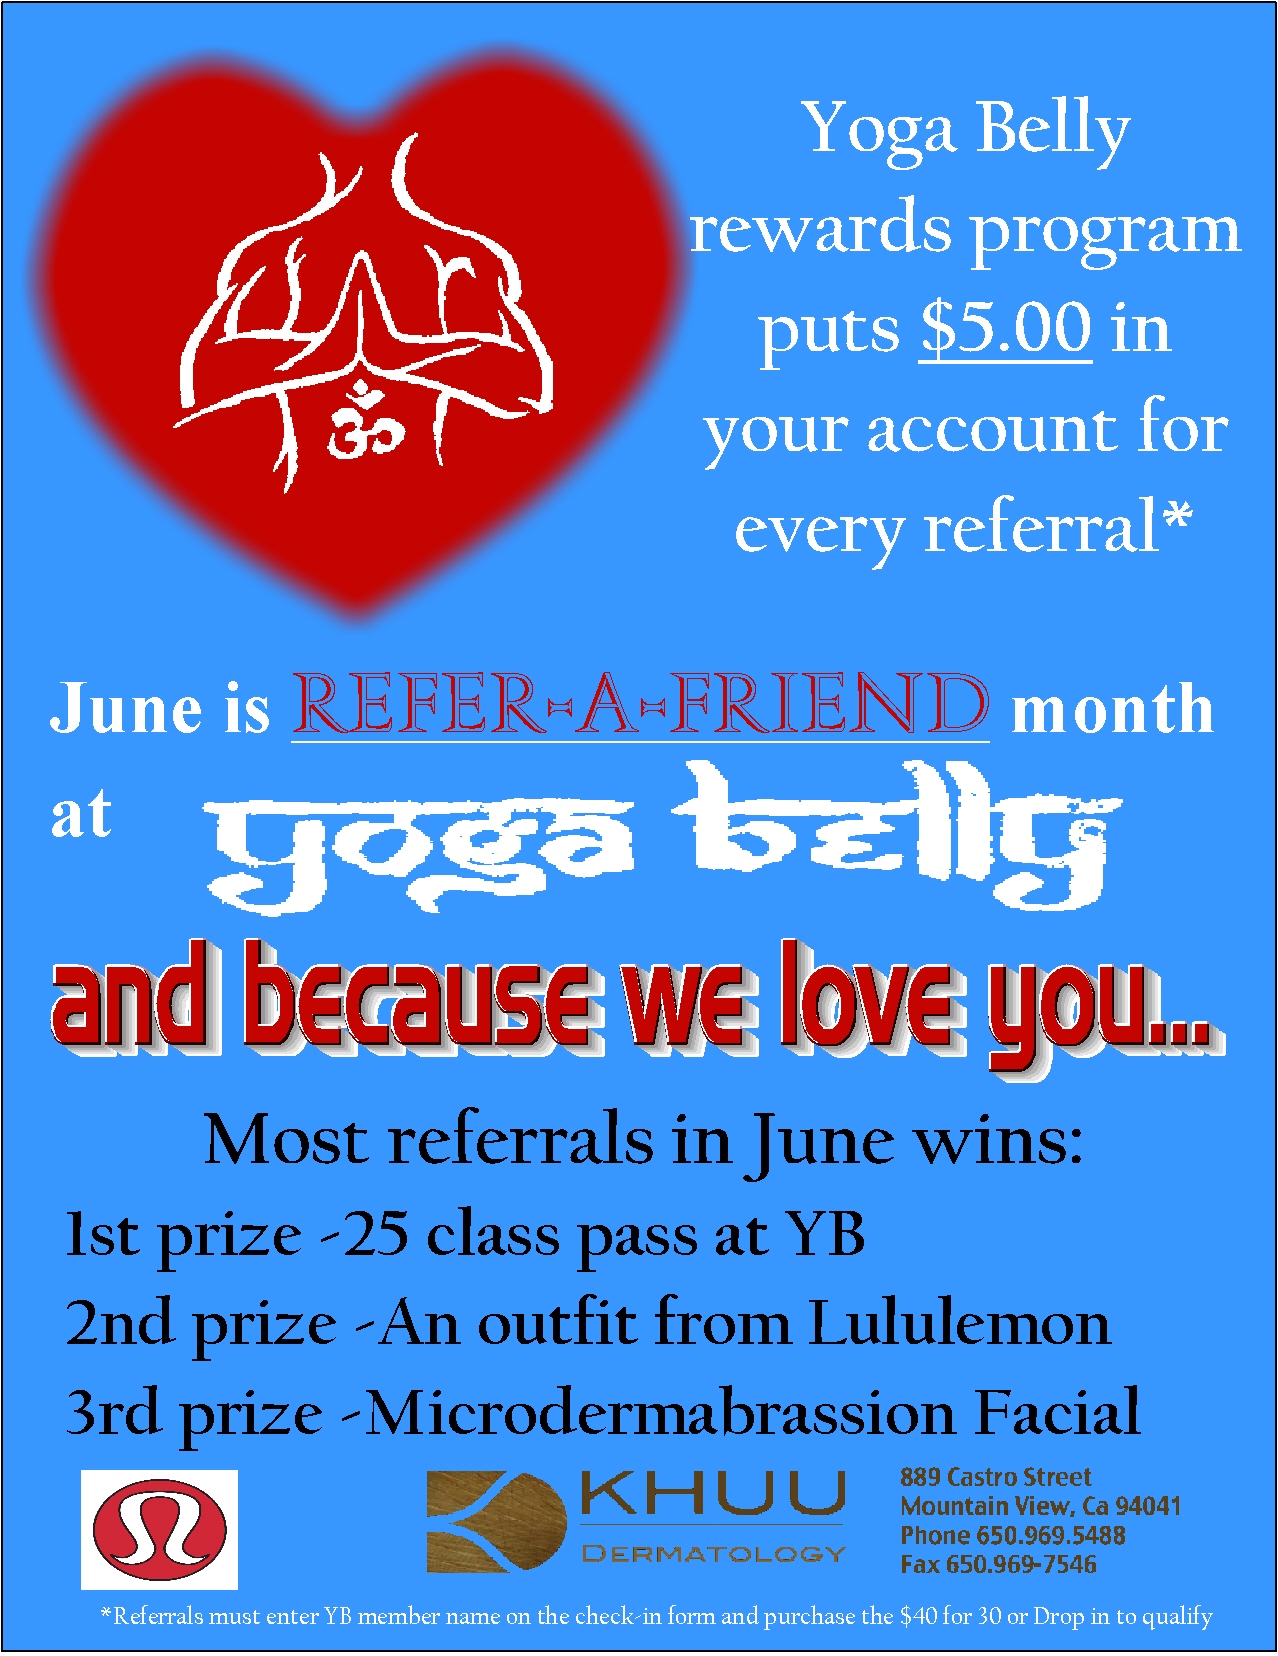 Yoga Belly
rewards program
puts $5.00 in
your account for
every referral*
ॐ
June is REFER-A-FRIEND month
at Yoga Belly
and because we love you...
Most referrals in June wins:
1st prize -25 class pass at YB
2nd prize -An outfit from Lululemon
3rd prize -Microdermabrassion Facial
KHUU
DERMATOLOGY
889 Castro Street
Mountain View, Ca 94041
Phone 650.969.5488
Fax 650.969-7546
*Referrals must enter YB member name on the check-in form and purchase the $40 for 30 or Drop in to qualify